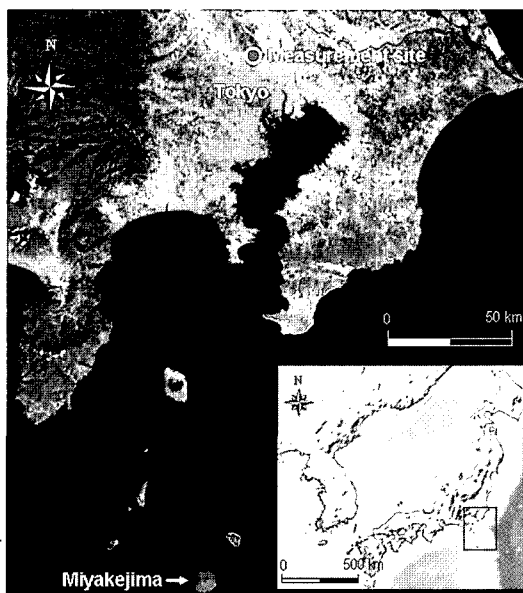 N
Measurement site
Tokyo
0 50 km
N
0 500 km
Miyakejima